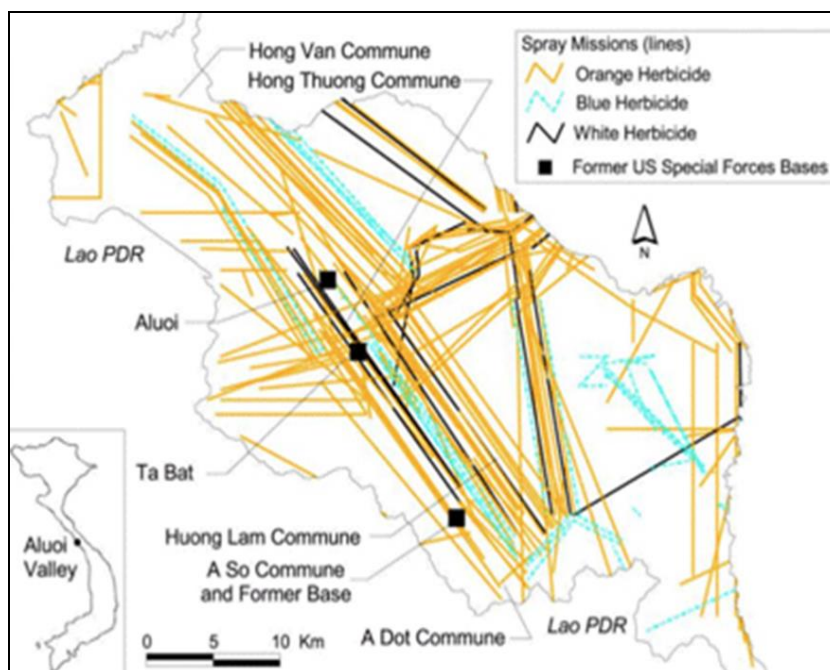 Hong Van Commune
Hong Thuong Commune
Spray Missions (lines)
Orange Herbicide
Blue Herbicide
White Herbicide
Former US Special Forces Bases
N
Lao PDR
Aluoi
Ta Bat
Huong Lam Commune
A So Commune
and Former Base
A Dot Commune
Lao PDR
Aluoi
Valley
0 5 10 Km